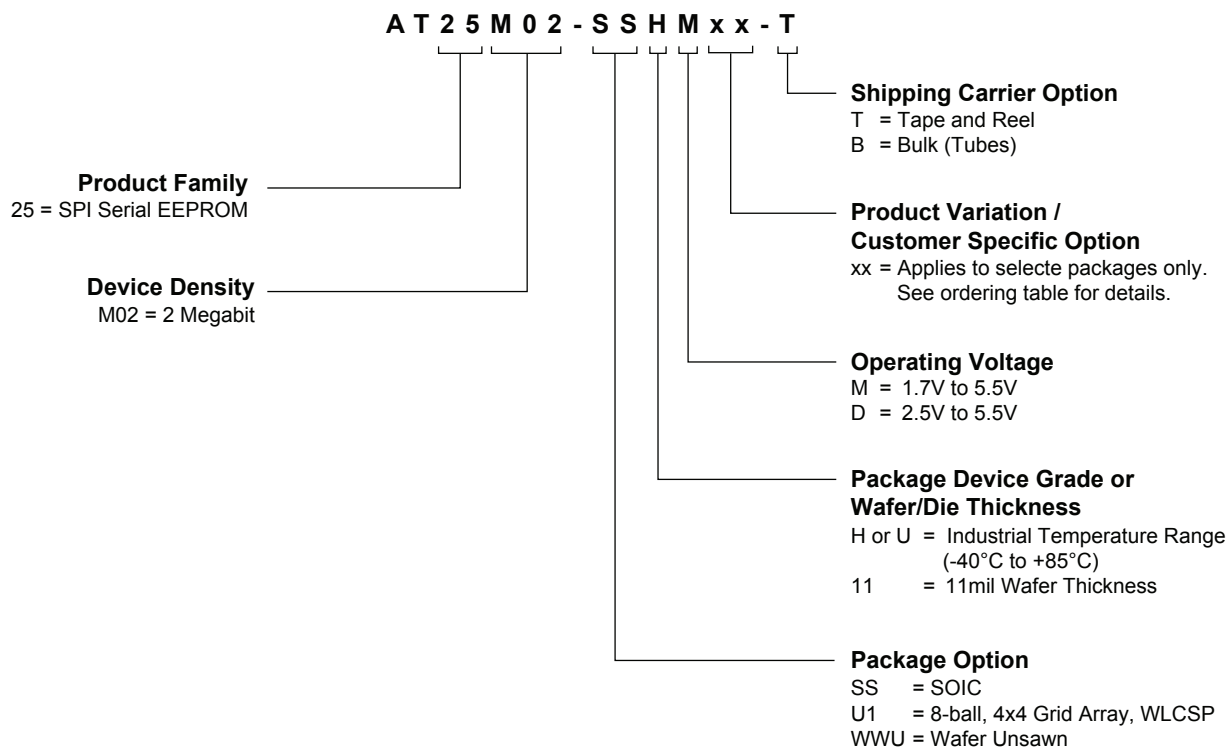 AT25M02-SSHMxx-T
Shipping Carrier Option
T = Tape and Reel
B = Bulk (Tubes)
Product Family
25 = SPI Serial EEPROM
Product Variation /
Customer Specific Option
xx = Applies to selecte packages only.
See ordering table for details.
Device Density
M02 = 2 Megabit
Operating Voltage
M = 1.7V to 5.5V
D = 2.5V to 5.5V
Package Device Grade or
Wafer/Die Thickness
H or U = Industrial Temperature Range
(-40°C to +85°C)
11 = 11mil Wafer Thickness
Package Option
SS = SOIC
U1 = 8-ball, 4x4 Grid Array, WLCSP
WWU = Wafer Unsawn